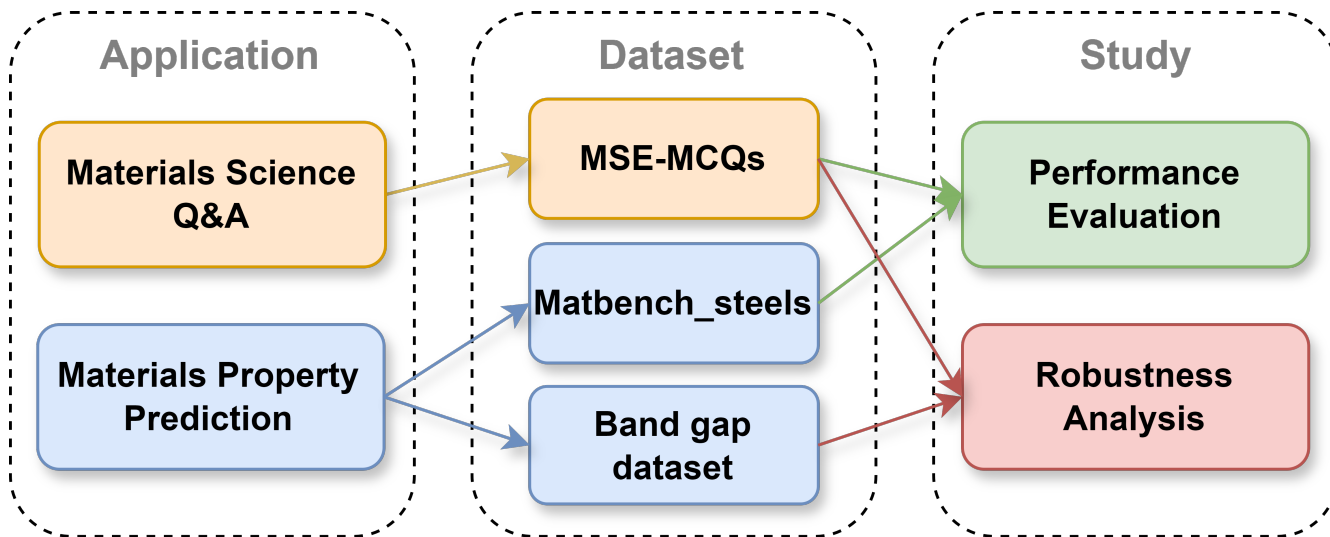 Application
Materials Science
Q&A
Materials Property
Prediction
Dataset
MSE-MCQs
Matbench_steels
Band gap
dataset
Study
Performance
Evaluation
Robustness
Analysis